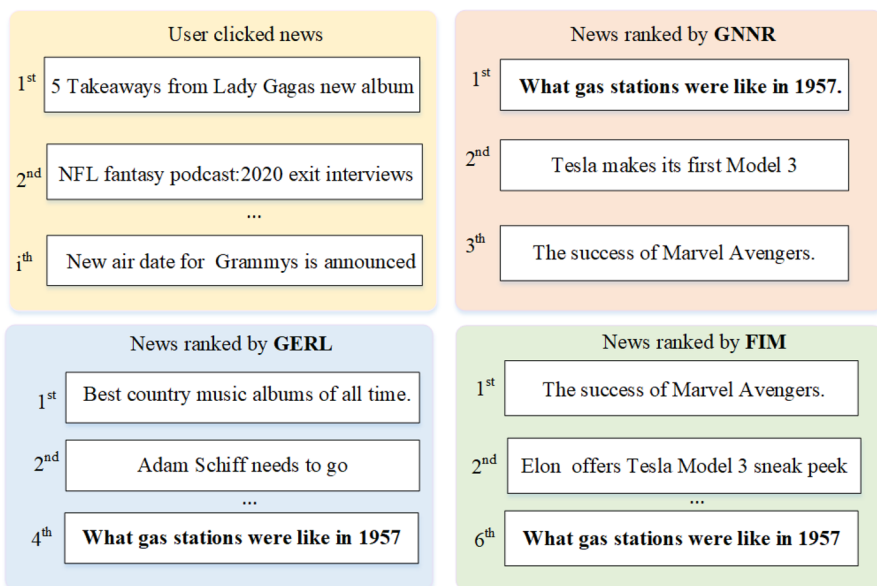 User clicked news
1st 5 Takeaways from Lady Gagas new album
2nd NFL fantasy podcast:2020 exit interviews
...
ith New air date for Grammys is announced
News ranked by GNNR
1st What gas stations were like in 1957.
2nd Tesla makes its first Model 3
3th The success of Marvel Avengers.
News ranked by GERL
1st Best country music albums of all time.
2nd Adam Schiff needs to go
...
4th What gas stations were like in 1957
News ranked by FIM
1st The success of Marvel Avengers.
2nd Elon offers Tesla Model 3 sneak peek
...
6th What gas stations were like in 1957